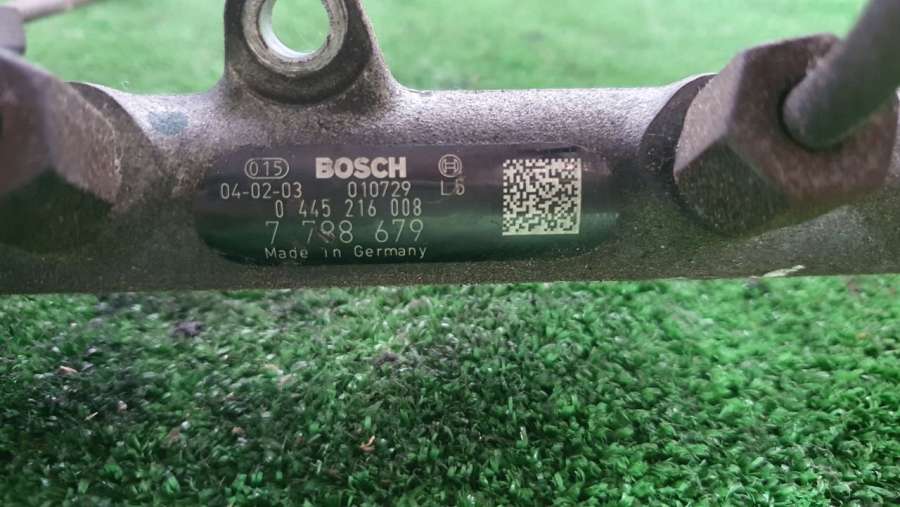 015 BOSCH
04-02-03 010729 L6
0 445 216 008
7 788 679
Made in Germany